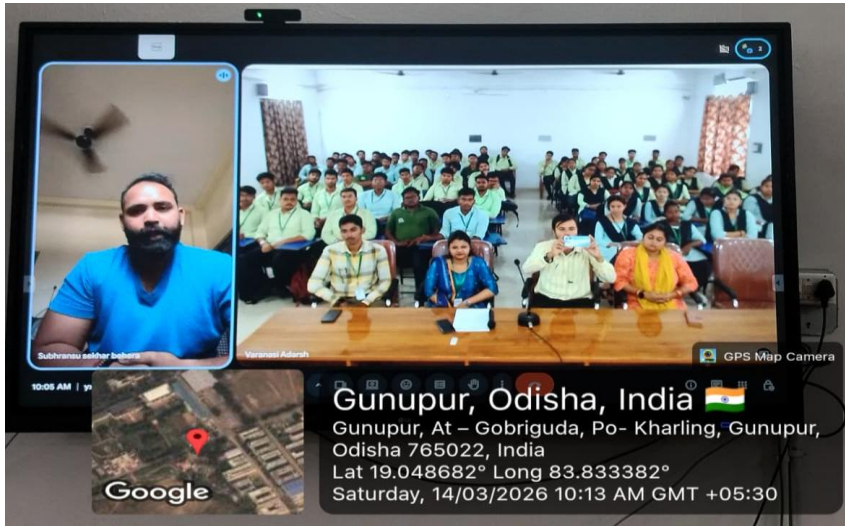 2
Subhransu sekhar behera
Varanasi Adarsh
10:05 AM
GPS Map Camera
Google
Gunupur, Odisha, India
Gunupur, At – Gobriguda, Po- Kharling, Gunupur,
Odisha 765022, India
Lat 19.048682° Long 83.833382°
Saturday, 14/03/2026 10:13 AM GMT +05:30